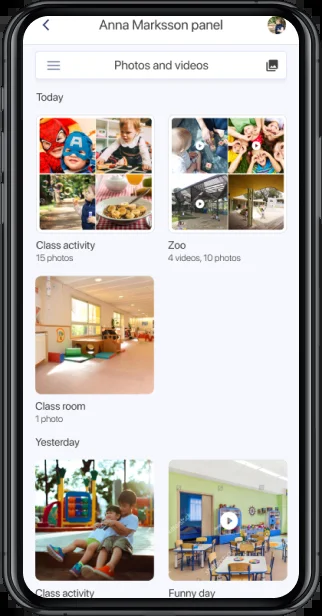 Anna Marksson panel
Photos and videos
Today
Class activity
15 photos
Zoo
4 videos, 10 photos
Class room
1 photo
Yesterday
Class activity
Funny day